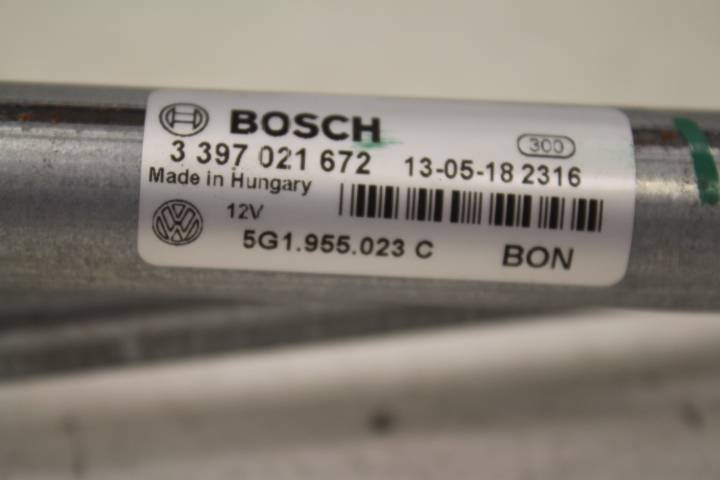 BOSCH
300
3 397 021 672 13-05-18 2316
Made in Hungary
12V
5G1.955.023 C BON